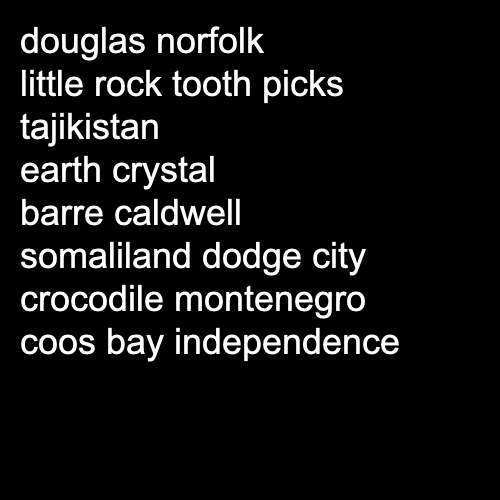 douglas norfolk
little rock tooth picks
tajikistan
earth crystal
barre caldwell
somaliland dodge city
crocodile montenegro
coos bay independence